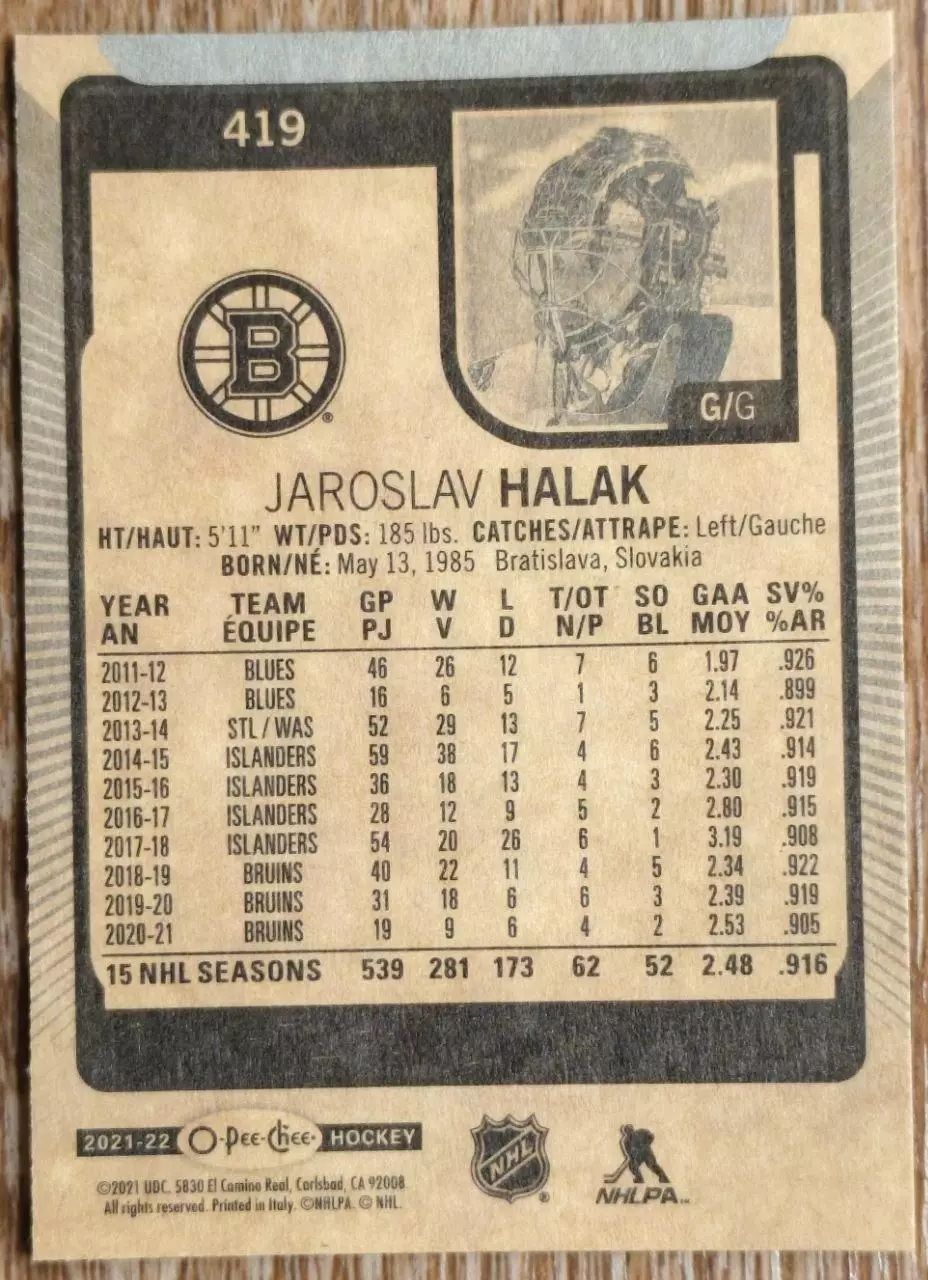 419
B
®
G/G
JAROSLAV HALAK
HT/HAUT: 5'11" WT/PDS: 185 lbs. CATCHES/ATTRAPE: Left/Gauche
BORN/NÉ: May 13, 1985 Bratislava, Slovakia
YEAR TEAM GP W L T/OT SO GAA SV%
AN ÉQUIPE PJ V D N/P BL MOY %AR
2011-12 BLUES 46 26 12 7 6 1.97 .926
2012-13 BLUES 16 6 5 1 3 2.14 .899
2013-14 STL / WAS 52 29 13 7 5 2.25 .921
2014-15 ISLANDERS 59 38 17 4 6 2.43 .914
2015-16 ISLANDERS 36 18 13 4 3 2.30 .919
2016-17 ISLANDERS 28 12 9 5 2 2.80 .915
2017-18 ISLANDERS 54 20 26 6 1 3.19 .908
2018-19 BRUINS 40 22 11 4 5 2.34 .922
2019-20 BRUINS 31 18 6 6 3 2.39 .919
2020-21 BRUINS 19 9 6 4 2 2.53 .905
15 NHL SEASONS 539 281 173 62 52 2.48 .916
2021-22 O-Pee-Chee HOCKEY
©2021 UDC. 5830 El Camino Real, Carlsbad, CA 92008.
All rights reserved. Printed in Italy. ©NHLPA. © NHL.
NHL ®
NHLPA™